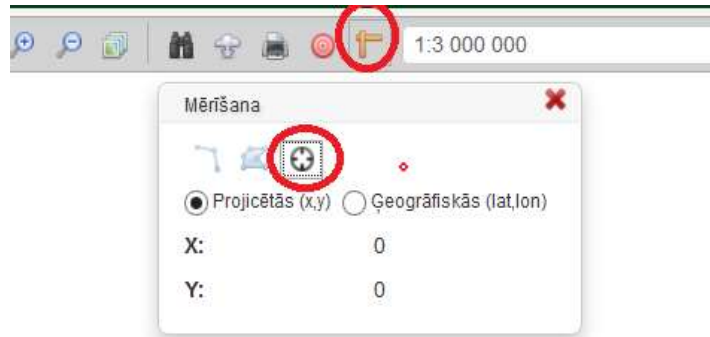 1:3 000 000
Mērīšana
Projicētās (x,y) Ģeogrāfiskās (lat,lon)
X: 0
Y: 0